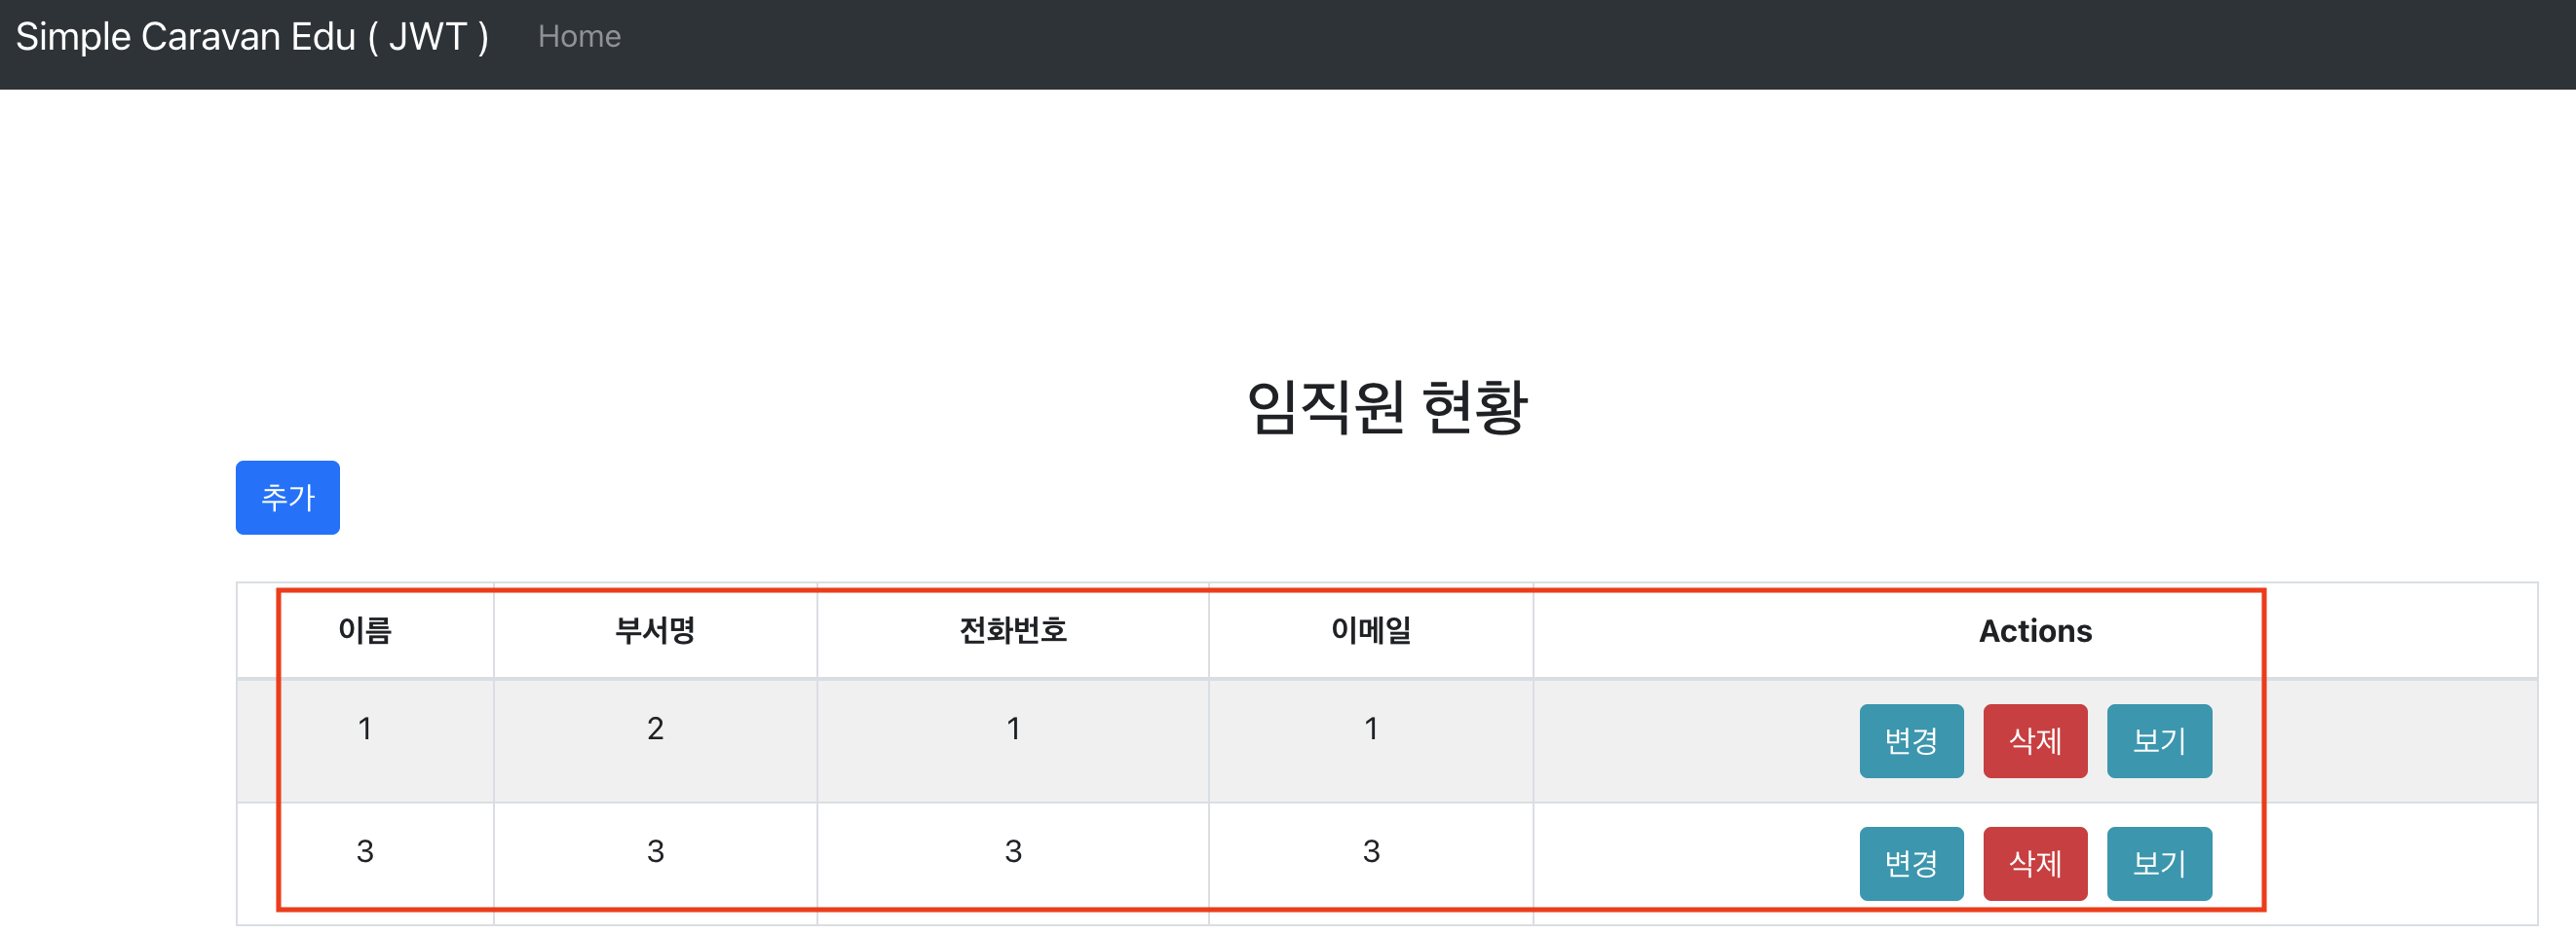 Simple Caravan Edu ( JWT ) Home
임직원 현황
추가
이름 부서명 전화번호 이메일 Actions
1 2 1 1 변경 삭제 보기
3 3 3 3 변경 삭제 보기